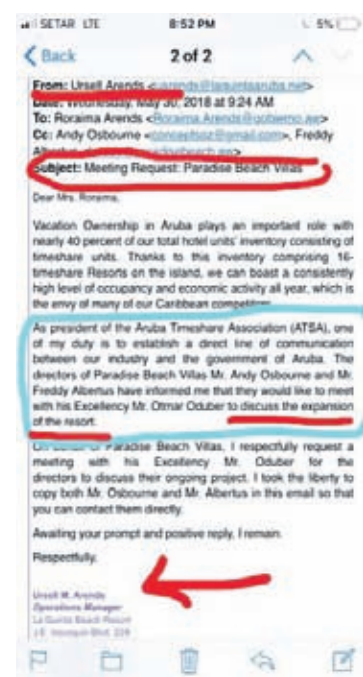 SETAR LTE 8:52 PM 5%
Back 2 of 2
From: Ursell Arends
Date: Wednesday, May 30, 2018 at 9:24 AM
To: Roraima Arends
Cc: Andy Osbourne Freddy
Subject: Meeting Request: Paradise Beach Villas
Dear Mrs. Roraima,
Vacation Ownership in Aruba plays an important role with
nearly 40 percent of our total hotel units' inventory consisting of
timeshare units. Thanks to this inventory comprising 16-
timeshare Resorts on the island, we can boast a consistently
high level of occupancy and economic activity all year, which is
the envy of many of our Caribbean competitors.
As president of the Aruba Timeshare Association (ATSA), one
of my duty is to establish a direct line of communication
between our industry and the government of Aruba. The
directors of Paradise Beach Villas Mr. Andy Osbourne and Mr.
Freddy Albertus have informed me that they would like to meet
with his Excellency Mr. Otmar Oduber to discuss the expansion
of the resort.
On behalf of Paradise Beach Villas, I respectfully request a
meeting with his Excellency Mr. Oduber for the
directors to discuss their ongoing project. I took the liberty to
copy both Mr. Osbourne and Mr. Albertus in this email so that
you can contact them directly.
Awaiting your prompt and positive reply, I remain.
Respectfully,
Ursell M. Arends
Operations Manager
La Quinta Beach Resort